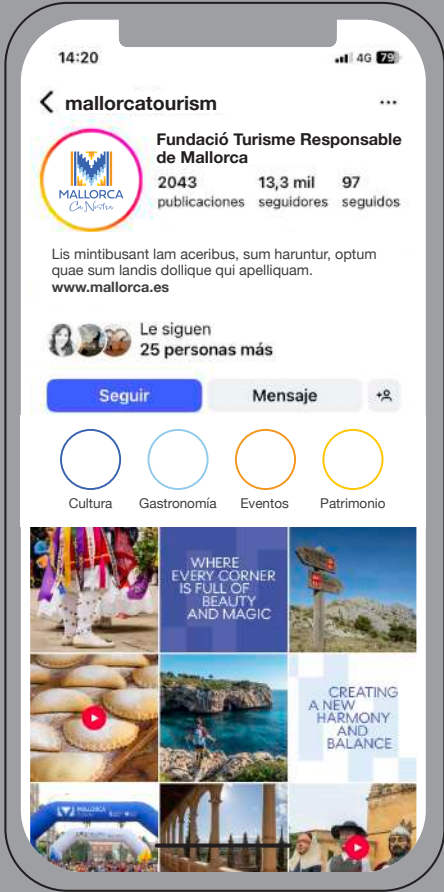 14:20
4G 79
mallorcatourism
Fundació Turisme Responsable
de Mallorca
MALLORCA
Ca Nostra
2043 13,3 mil 97
publicaciones seguidores seguidos
Lis mintibusant lam aceribus, sum haruntur, optum
quae sum landis dollique qui apelliquam.
www.mallorca.es
Le siguen
25 personas más
Seguir Mensaje
Cultura Gastronomía Eventos Patrimonio
WHERE
EVERY CORNER
IS FULL OF
BEAUTY
AND MAGIC
CREATING
A NEW
HARMONY
AND
BALANCE
MALLORCA